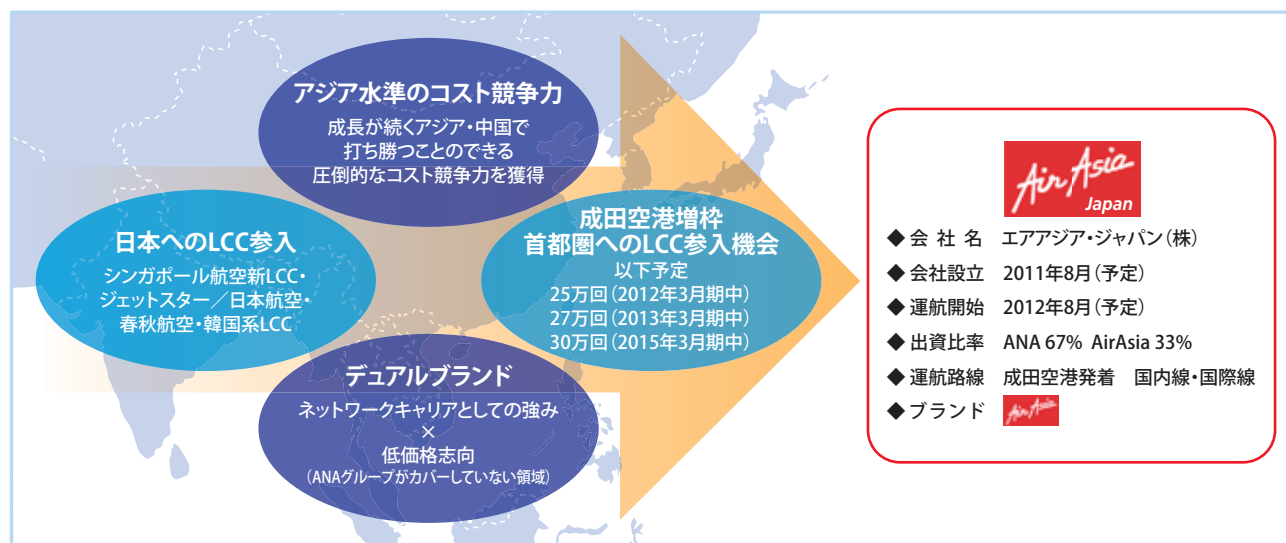 アジア水準のコスト競争力
成長が続くアジア・中国で
打ち勝つことのできる
圧倒的なコスト競争力を獲得
日本へのLCC参入
シンガポール航空新LCC・
ジェットスター／日本航空・
春秋航空・韓国系LCC
成田空港増枠
首都圏へのLCC参入機会
以下予定
25万回（2012年3月期中）
27万回（2013年3月期中）
30万回（2015年3月期中）
デュアルブランド
ネットワークキャリアとしての強み
×
低価格志向
（ANAグループがカバーしていない領域）
Air Asia
Japan
◆ 会社名 エアアジア・ジャパン（株）
◆ 会社設立 2011年8月（予定）
◆ 運航開始 2012年8月（予定）
◆ 出資比率 ANA 67% AirAsia 33%
◆ 運航路線 成田空港発着 国内線・国際線
◆ ブランド Air Asia